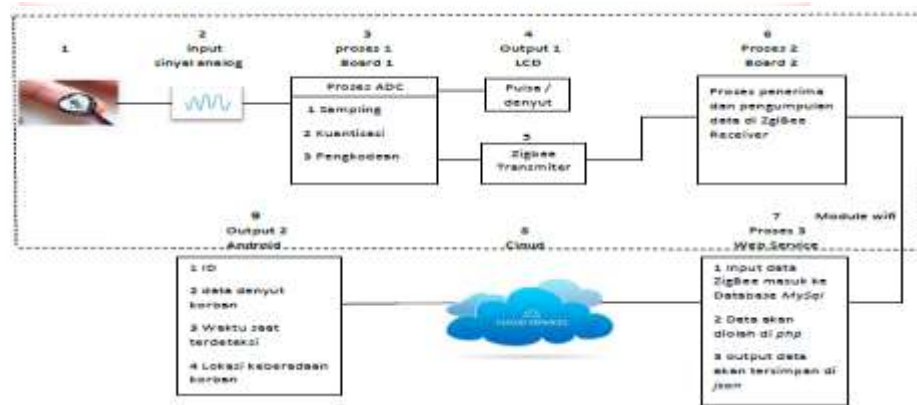 1
2
Input
sinyal analog
3
proses 1
Board 1
Proses ADC
1 Sampling
2 Kuantisasi
3 Pengkodean
4
Output 1
LCD
Pulsa /
denyut
5
Zigbee
Transmiter
6
Proses 2
Board 2
Proses penerima
dan pengumpulan
data di ZgiBee
Receiver
Module wifi
7
Proses 3
Web Service
1 Input data
ZigBee masuk ke
Database MySql
2 Data akan
diolah di php
3 output data
akan tersimpan di
json
8
Cloud
CLOUD SERVICES
9
Output 2
Android
1 ID
2 data denyut
korban
3 Waktu saat
terdeteksi
4 Lokasi keberadaan
korban